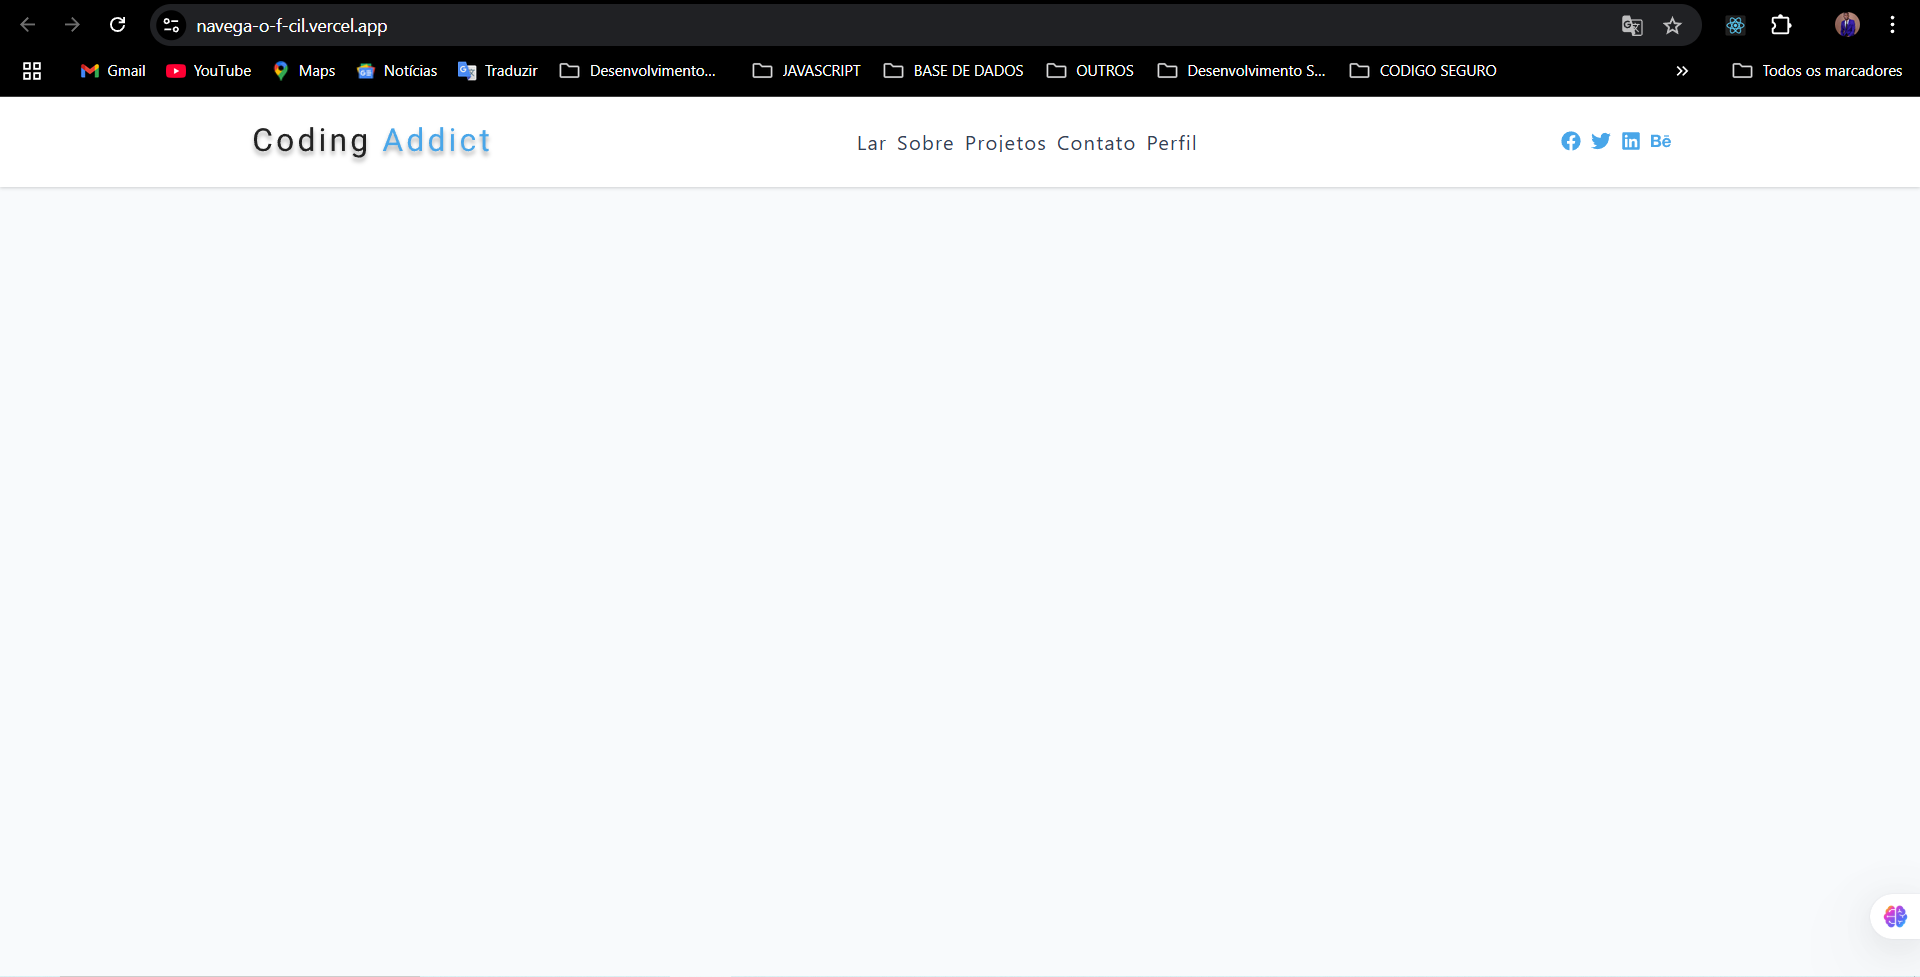 navega-o-f-cil.vercel.app
Gmail YouTube Maps Notícias Traduzir Desenvolvimento... JAVASCRIPT BASE DE DADOS OUTROS Desenvolvimento S... CODIGO SEGURO » Todos os marcadores
Coding Addict Lar Sobre Projetos Contato Perfil Bē